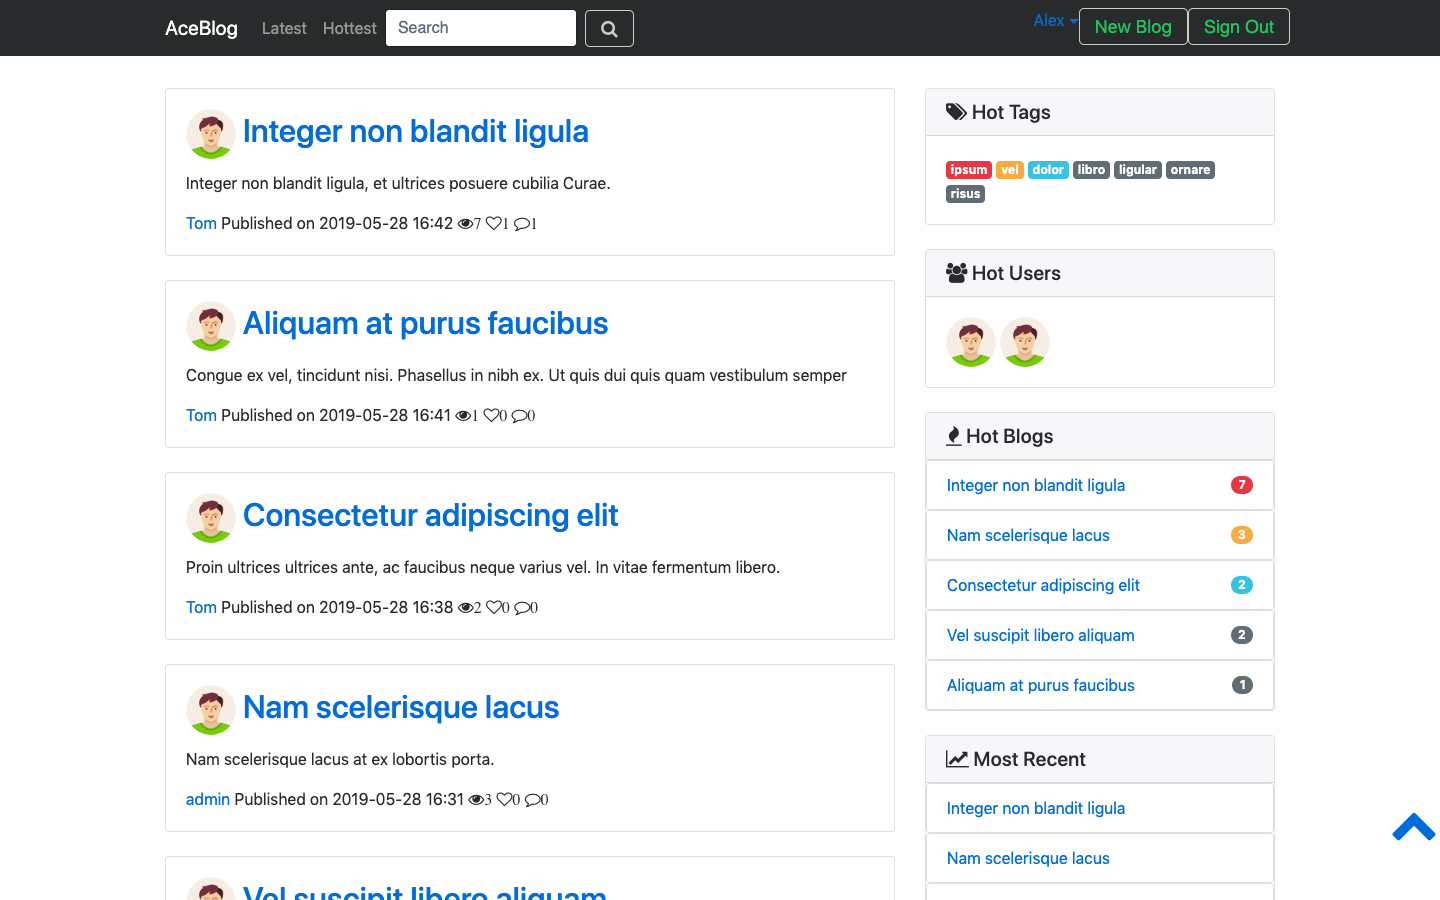 AceBlog Latest Hottest Search Alex New Blog Sign Out
Integer non blandit ligula
Integer non blandit ligula, et ultrices posuere cubilia Curae.
Tom Published on 2019-05-28 16:42 7 1 1
Aliquam at purus faucibus
Congue ex vel, tincidunt nisi. Phasellus in nibh ex. Ut quis dui quis quam vestibulum semper
Tom Published on 2019-05-28 16:41 1 0 0
Consectetur adipiscing elit
Proin ultrices ultrices ante, ac faucibus neque varius vel. In vitae fermentum libero.
Tom Published on 2019-05-28 16:38 2 0 0
Nam scelerisque lacus
Nam scelerisque lacus at ex lobortis porta.
admin Published on 2019-05-28 16:31 3 0 0
Vel suscipit libero aliquam
Hot Tags
ipsum vel dolor libro ligular ornare
risus
Hot Users
Hot Blogs
Integer non blandit ligula 7
Nam scelerisque lacus 3
Consectetur adipiscing elit 2
Vel suscipit libero aliquam 2
Aliquam at purus faucibus 1
Most Recent
Integer non blandit ligula
Nam scelerisque lacus